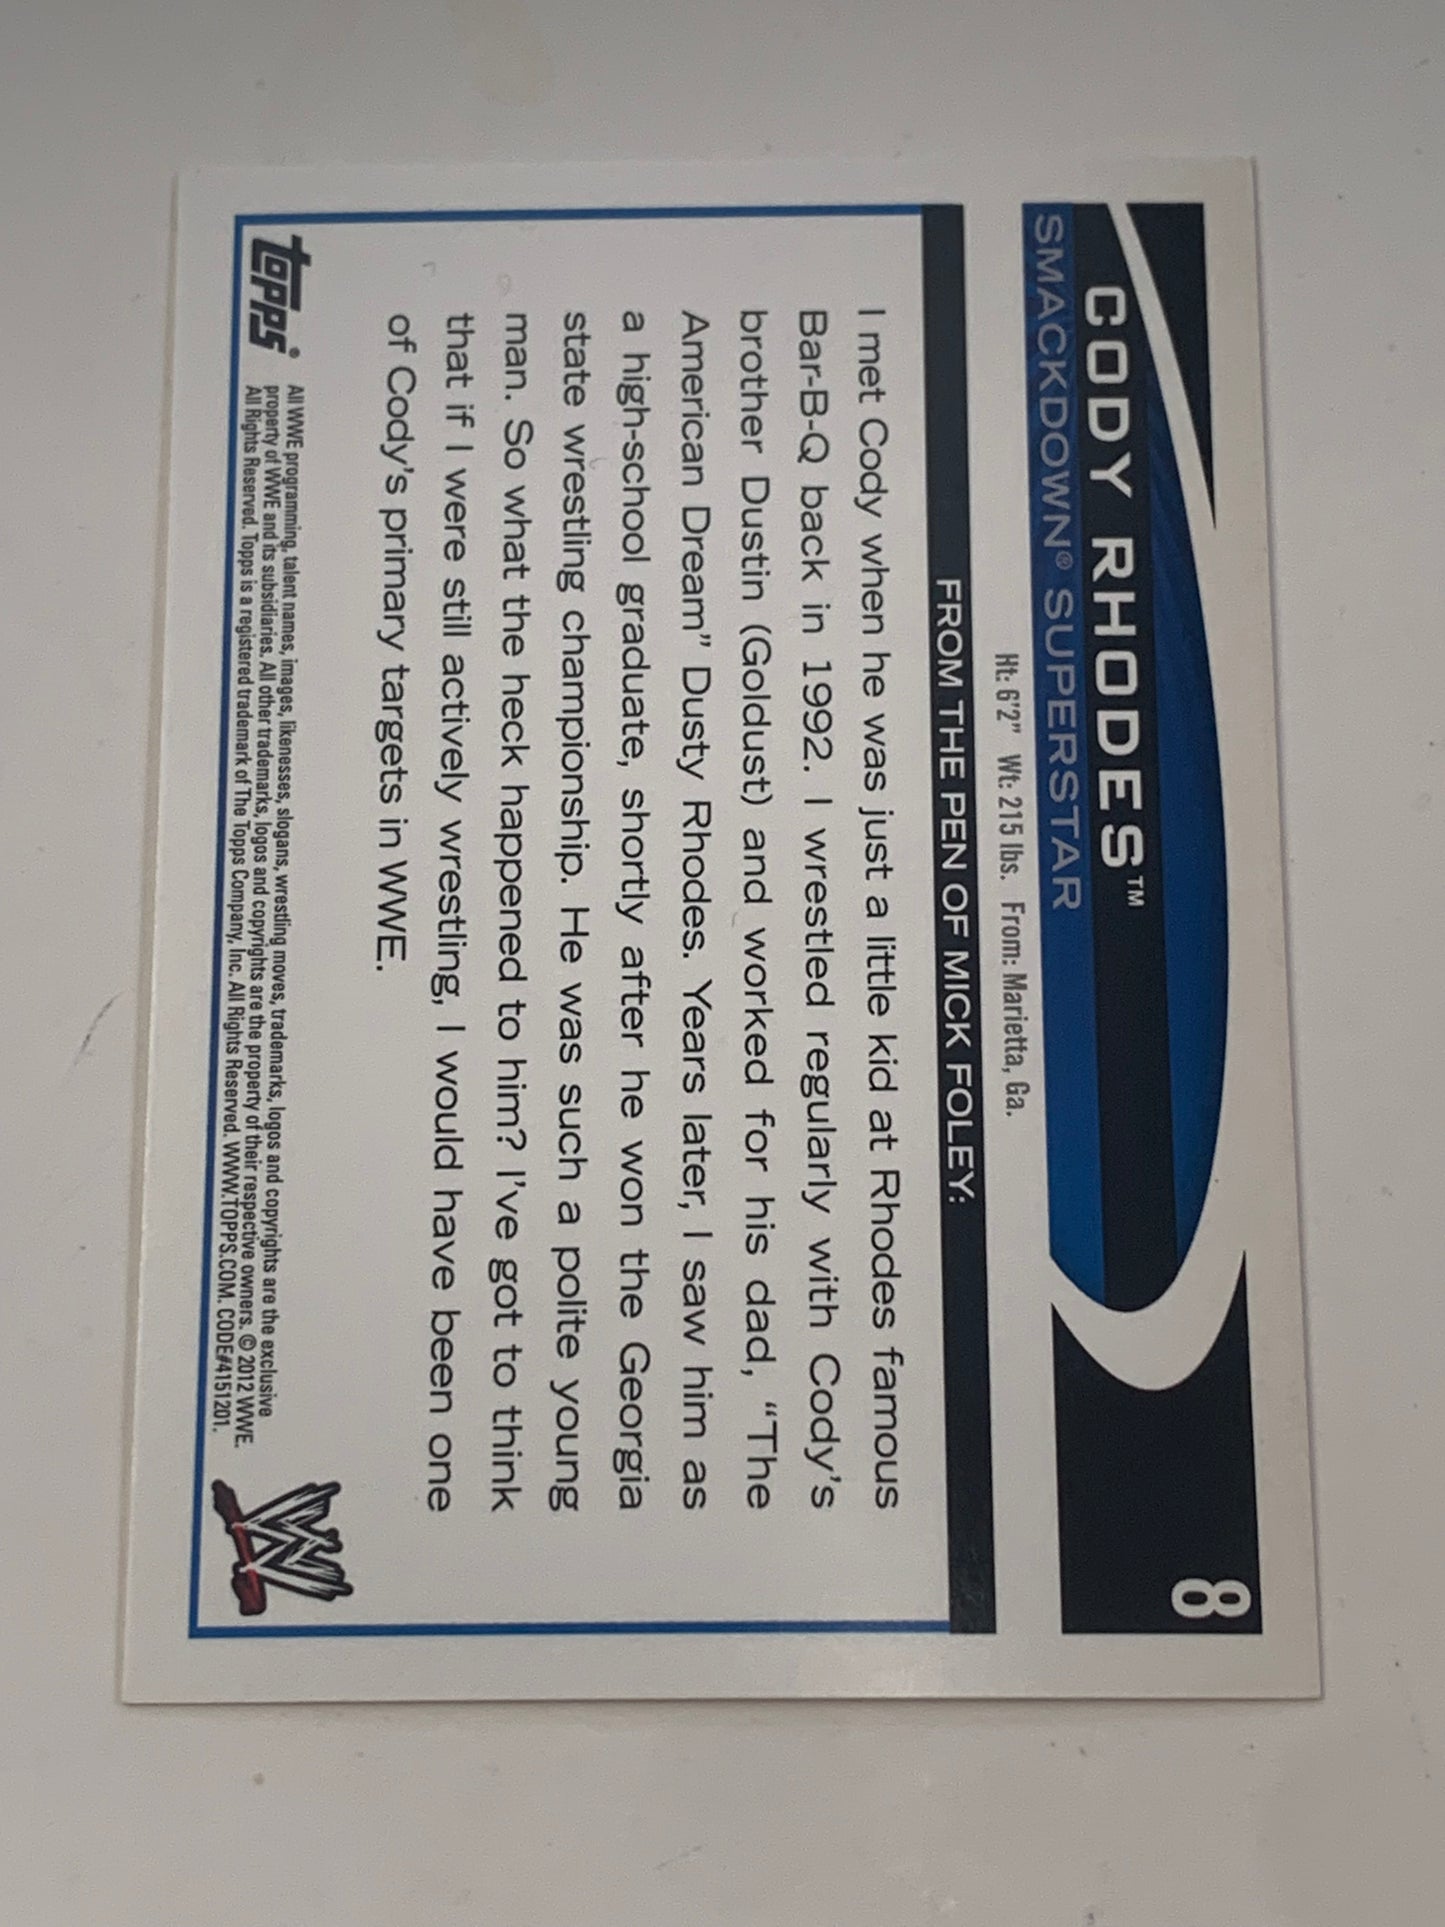 8
CODY RHODES™
SMACKDOWN® SUPERSTAR
Ht: 6'2" Wt: 215 lbs. From: Marietta, Ga.
FROM THE PEN OF MICK FOLEY:
I met Cody when he was just a little kid at Rhodes famous
Bar-B-Q back in 1992. I wrestled regularly with Cody's
brother Dustin (Goldust) and worked for his dad, "The
American Dream" Dusty Rhodes. Years later, I saw him as
a high-school graduate, shortly after he won the Georgia
state wrestling championship. He was such a polite young
man. So what the heck happened to him? I've got to think
that if I were still actively wrestling, I would have been one
of Cody's primary targets in WWE.
topps®
All WWE programming, talent names, images, likenesses, slogans, wrestling moves, trademarks, logos and copyrights are the exclusive
property of WWE and its subsidiaries. All other trademarks, logos and copyrights are the property of their respective owners. © 2012 WWE.
All Rights Reserved. Topps is a registered trademark of The Topps Company, Inc. All Rights Reserved. WWW.TOPPS.COM. CODE#4151201.
W